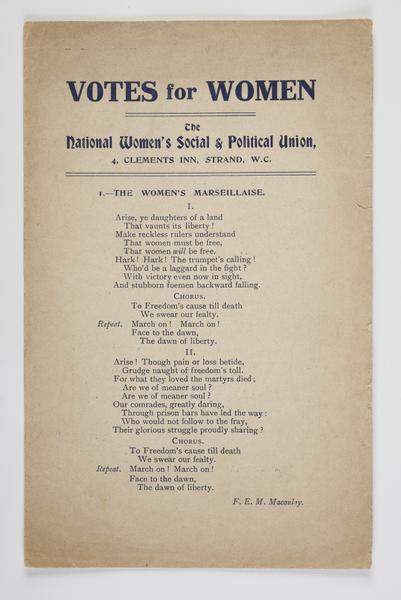 VOTES for WOMEN
The
National Women's Social & Political Union,
4, CLEMENTS INN, STRAND, W.C.
1.—THE WOMEN'S MARSEILLAISE.
I.
Arise, ye daughters of a land
That vaunts its liberty !
Make reckless rulers understand
That women must be free,
That women will be free.
Hark ! Hark ! The trumpet's calling !
Who'd be a laggard in the fight ?
With victory even now in sight,
And stubborn foemen backward falling.
CHORUS.
To Freedom's cause till death
We swear our fealty.
Repeat. March on ! March on !
Face to the dawn,
The dawn of liberty.
II.
Arise ! Though pain or loss betide,
Grudge naught of freedom's toll.
For what they loved the martyrs died ;
Are we of meaner soul ?
Are we of meaner soul ?
Our comrades, greatly daring,
Through prison bars have led the way :
Who would not follow to the fray,
Their glorious struggle proudly sharing ?
CHORUS.
To Freedom's cause till death
We swear our fealty.
Repeat. March on ! March on !
Face to the dawn,
The dawn of liberty.
F. E. M. Macaulay.